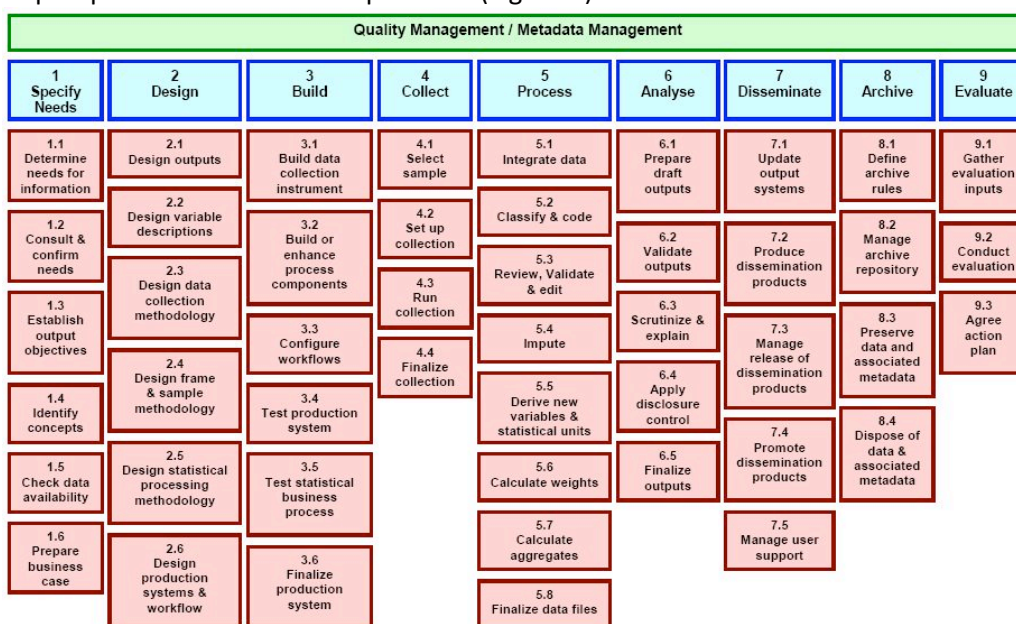 Quality Management / Metadata Management
1
Specify
Needs
2
Design
3
Build
4
Collect
5
Process
6
Analyse
7
Disseminate
8
Archive
9
Evaluate
1.1
Determine
needs for
information
1.2
Consult &
confirm
needs
1.3
Establish
output
objectives
1.4
Identify
concepts
1.5
Check data
availability
1.6
Prepare
business
case
2.1
Design outputs
2.2
Design variable
descriptions
2.3
Design data
collection
methodology
2.4
Design frame
& sample
methodology
2.5
Design statistical
processing
methodology
2.6
Design
production
systems &
workflow
3.1
Build data
collection
instrument
3.2
Build or
enhance
process
components
3.3
Configure
workflows
3.4
Test production
system
3.5
Test statistical
business
process
3.6
Finalize
production
system
4.1
Select
sample
4.2
Set up
collection
4.3
Run
collection
4.4
Finalize
collection
5.1
Integrate data
5.2
Classify & code
5.3
Review, Validate
& edit
5.4
Impute
5.5
Derive new
variables &
statistical units
5.6
Calculate weights
5.7
Calculate
aggregates
5.8
Finalize data files
6.1
Prepare
draft
outputs
6.2
Validate
outputs
6.3
Scrutinize &
explain
6.4
Apply
disclosure
control
6.5
Finalize
outputs
7.1
Update
output
systems
7.2
Produce
dissemination
products
7.3
Manage
release of
dissemination
products
7.4
Promote
dissemination
products
7.5
Manage user
support
8.1
Define
archive
rules
8.2
Manage
archive
repository
8.3
Preserve
data and
associated
metadata
8.4
Dispose of
data &
associated
metadata
9.1
Gather
evaluation
inputs
9.2
Conduct
evaluation
9.3
Agree
action
plan